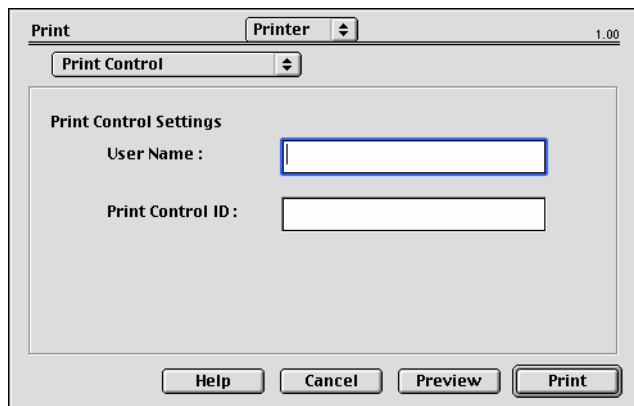 Print Printer 1.00
Print Control
Print Control Settings
User Name :
Print Control ID :
Help Cancel Preview Print